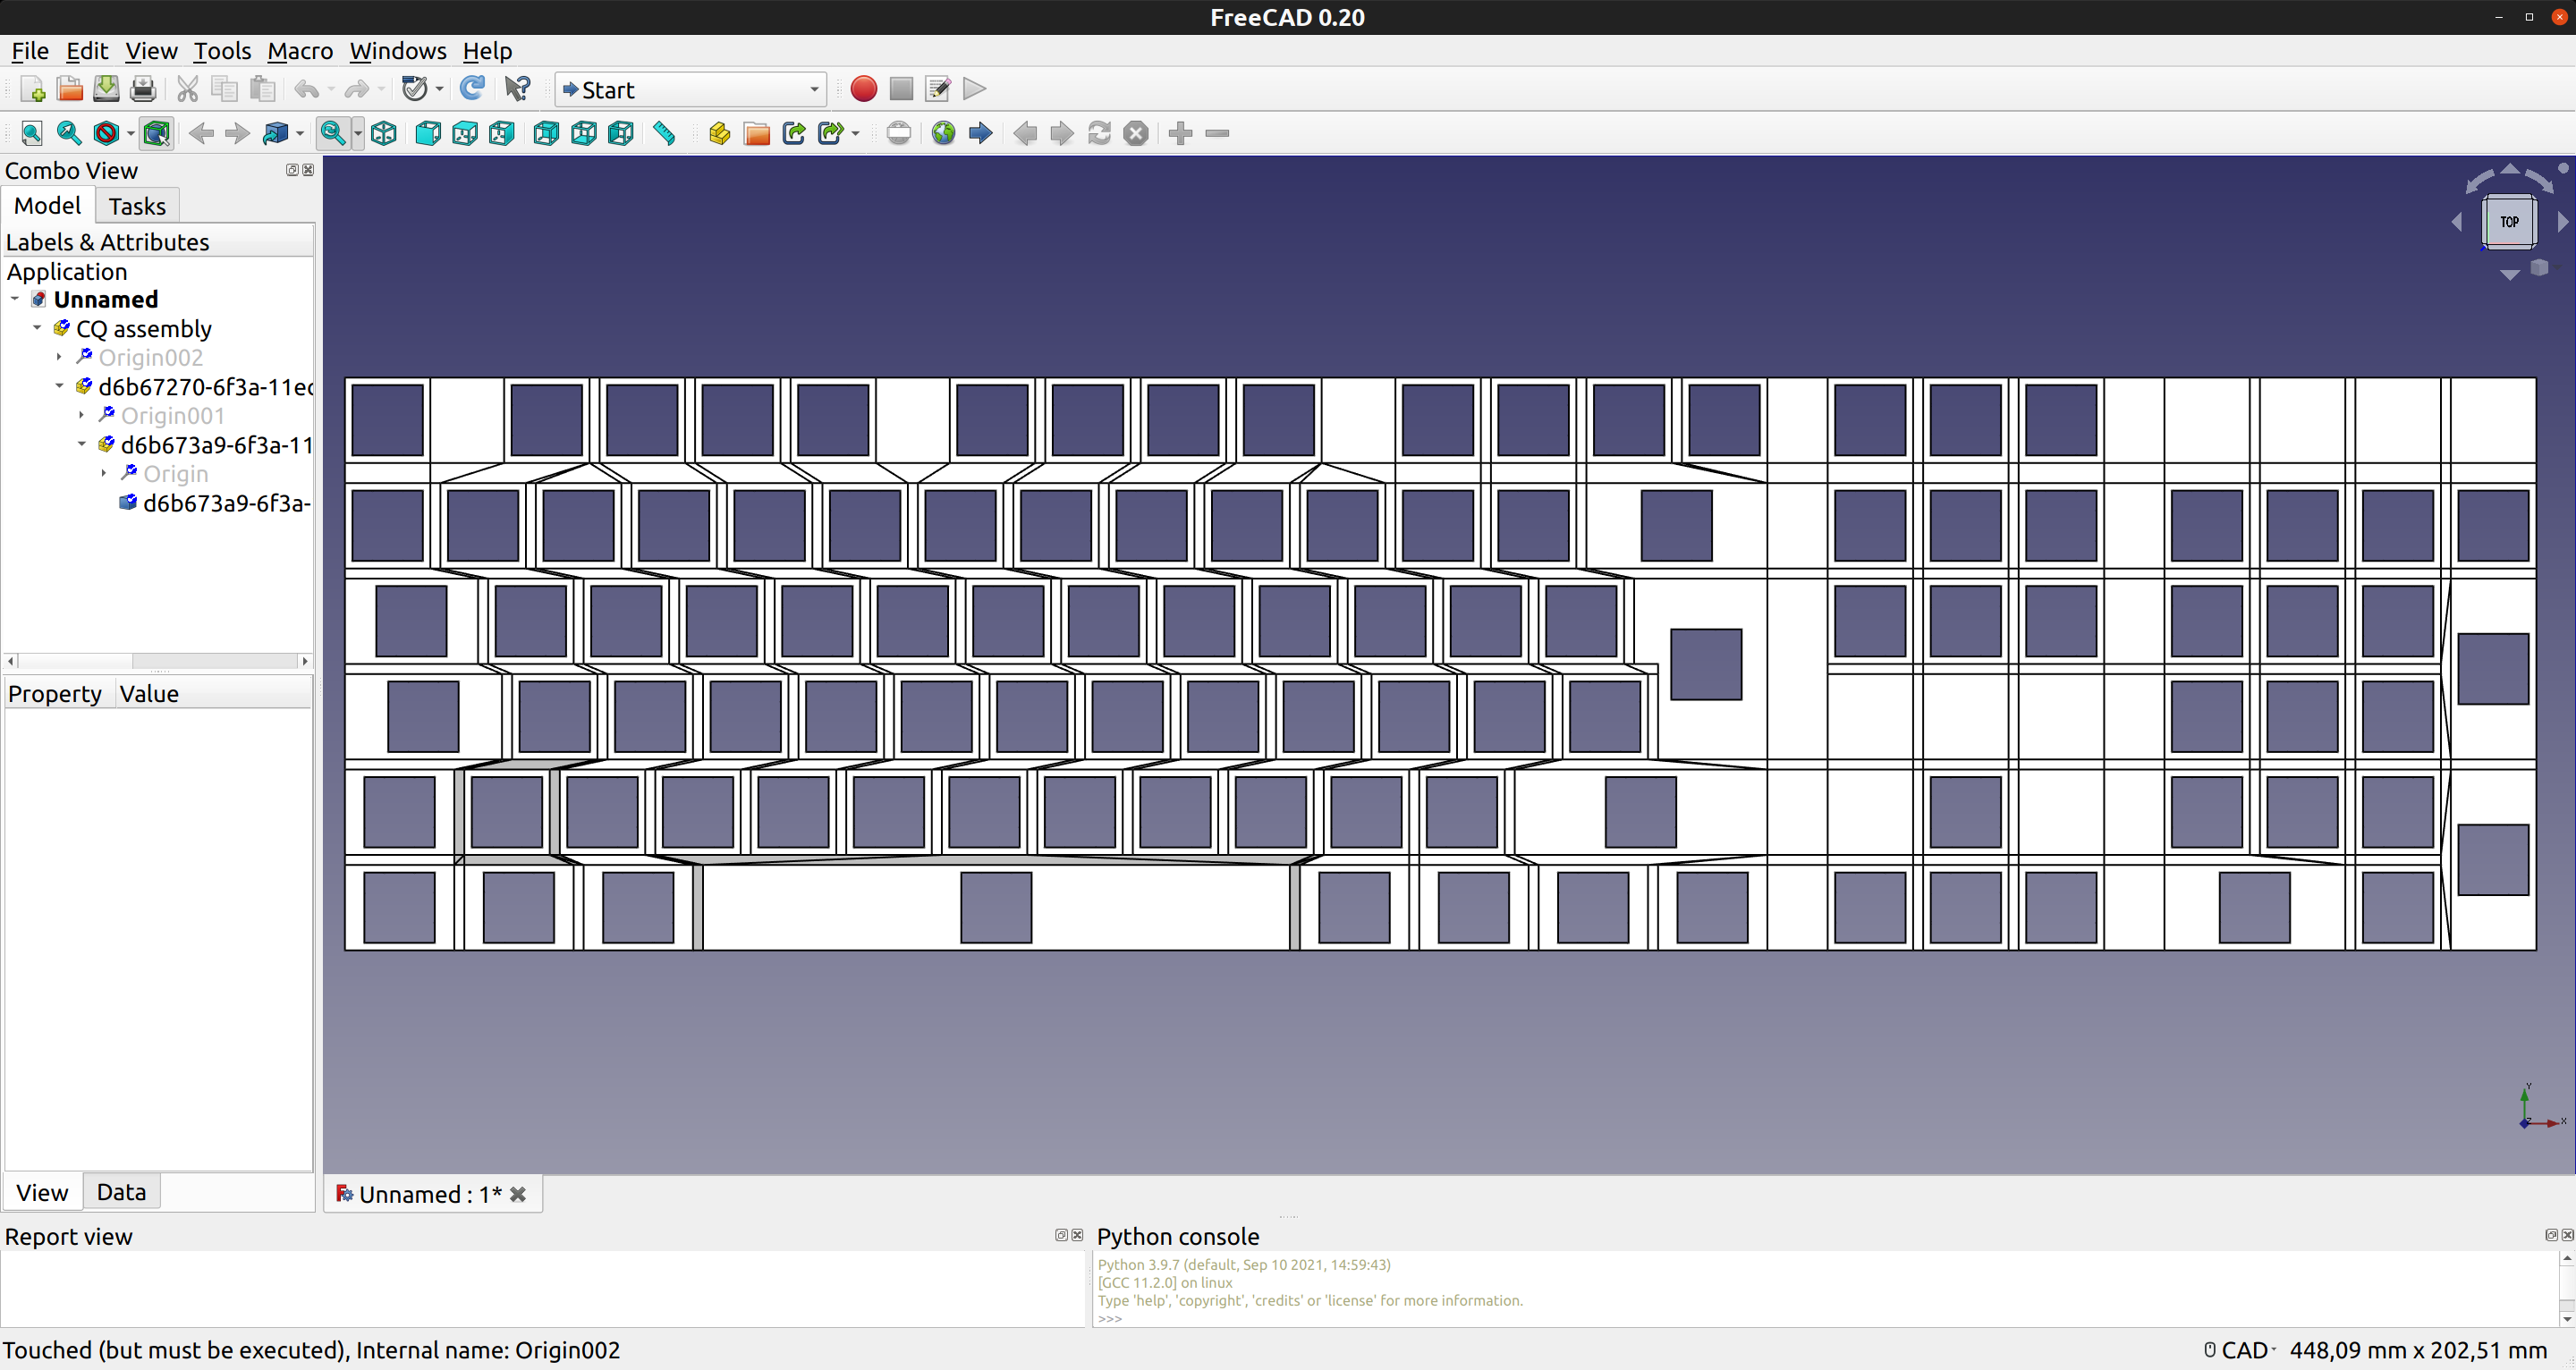 FreeCAD 0.20
File Edit View Tools Macro Windows Help
Start
Combo View
Model Tasks
Labels & Attributes
Application
Unnamed
CQ assembly
Origin002
d6b67270-6f3a-11ec
Origin001
d6b673a9-6f3a-11
Origin
d6b673a9-6f3a-
Property Value
TOP
Y
Z
X
View Data
Unnamed : 1*
Report view
Python console
Python 3.9.7 (default, Sep 10 2021, 14:59:43)
[GCC 11.2.0] on linux
Type 'help', 'copyright', 'credits' or 'license' for more information.
>>>
Touched (but must be executed), Internal name: Origin002
CAD 448,09 mm x 202,51 mm